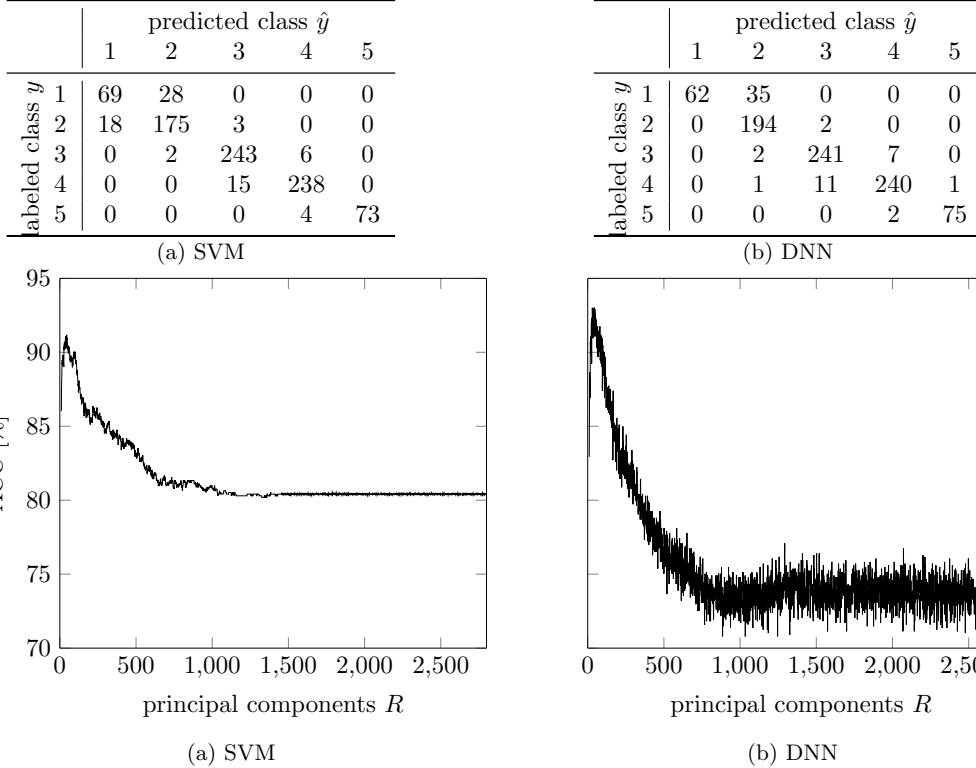 predicted class ŷ
1 2 3 4 5
labeled class y
1 69 28 0 0 0
2 18 175 3 0 0
3 0 2 243 6 0
4 0 0 15 238 0
5 0 0 0 4 73
(a) SVM
predicted class ŷ
1 2 3 4 5
labeled class y
1 62 35 0 0 0
2 0 194 2 0 0
3 0 2 241 7 0
4 0 1 11 240 1
5 0 0 0 2 75
(b) DNN
95
90
85
80
75
70
0 500 1,000 1,500 2,000 2,500
principal components R
(a) SVM
0 500 1,000 1,500 2,000
principal components R
(b) DNN